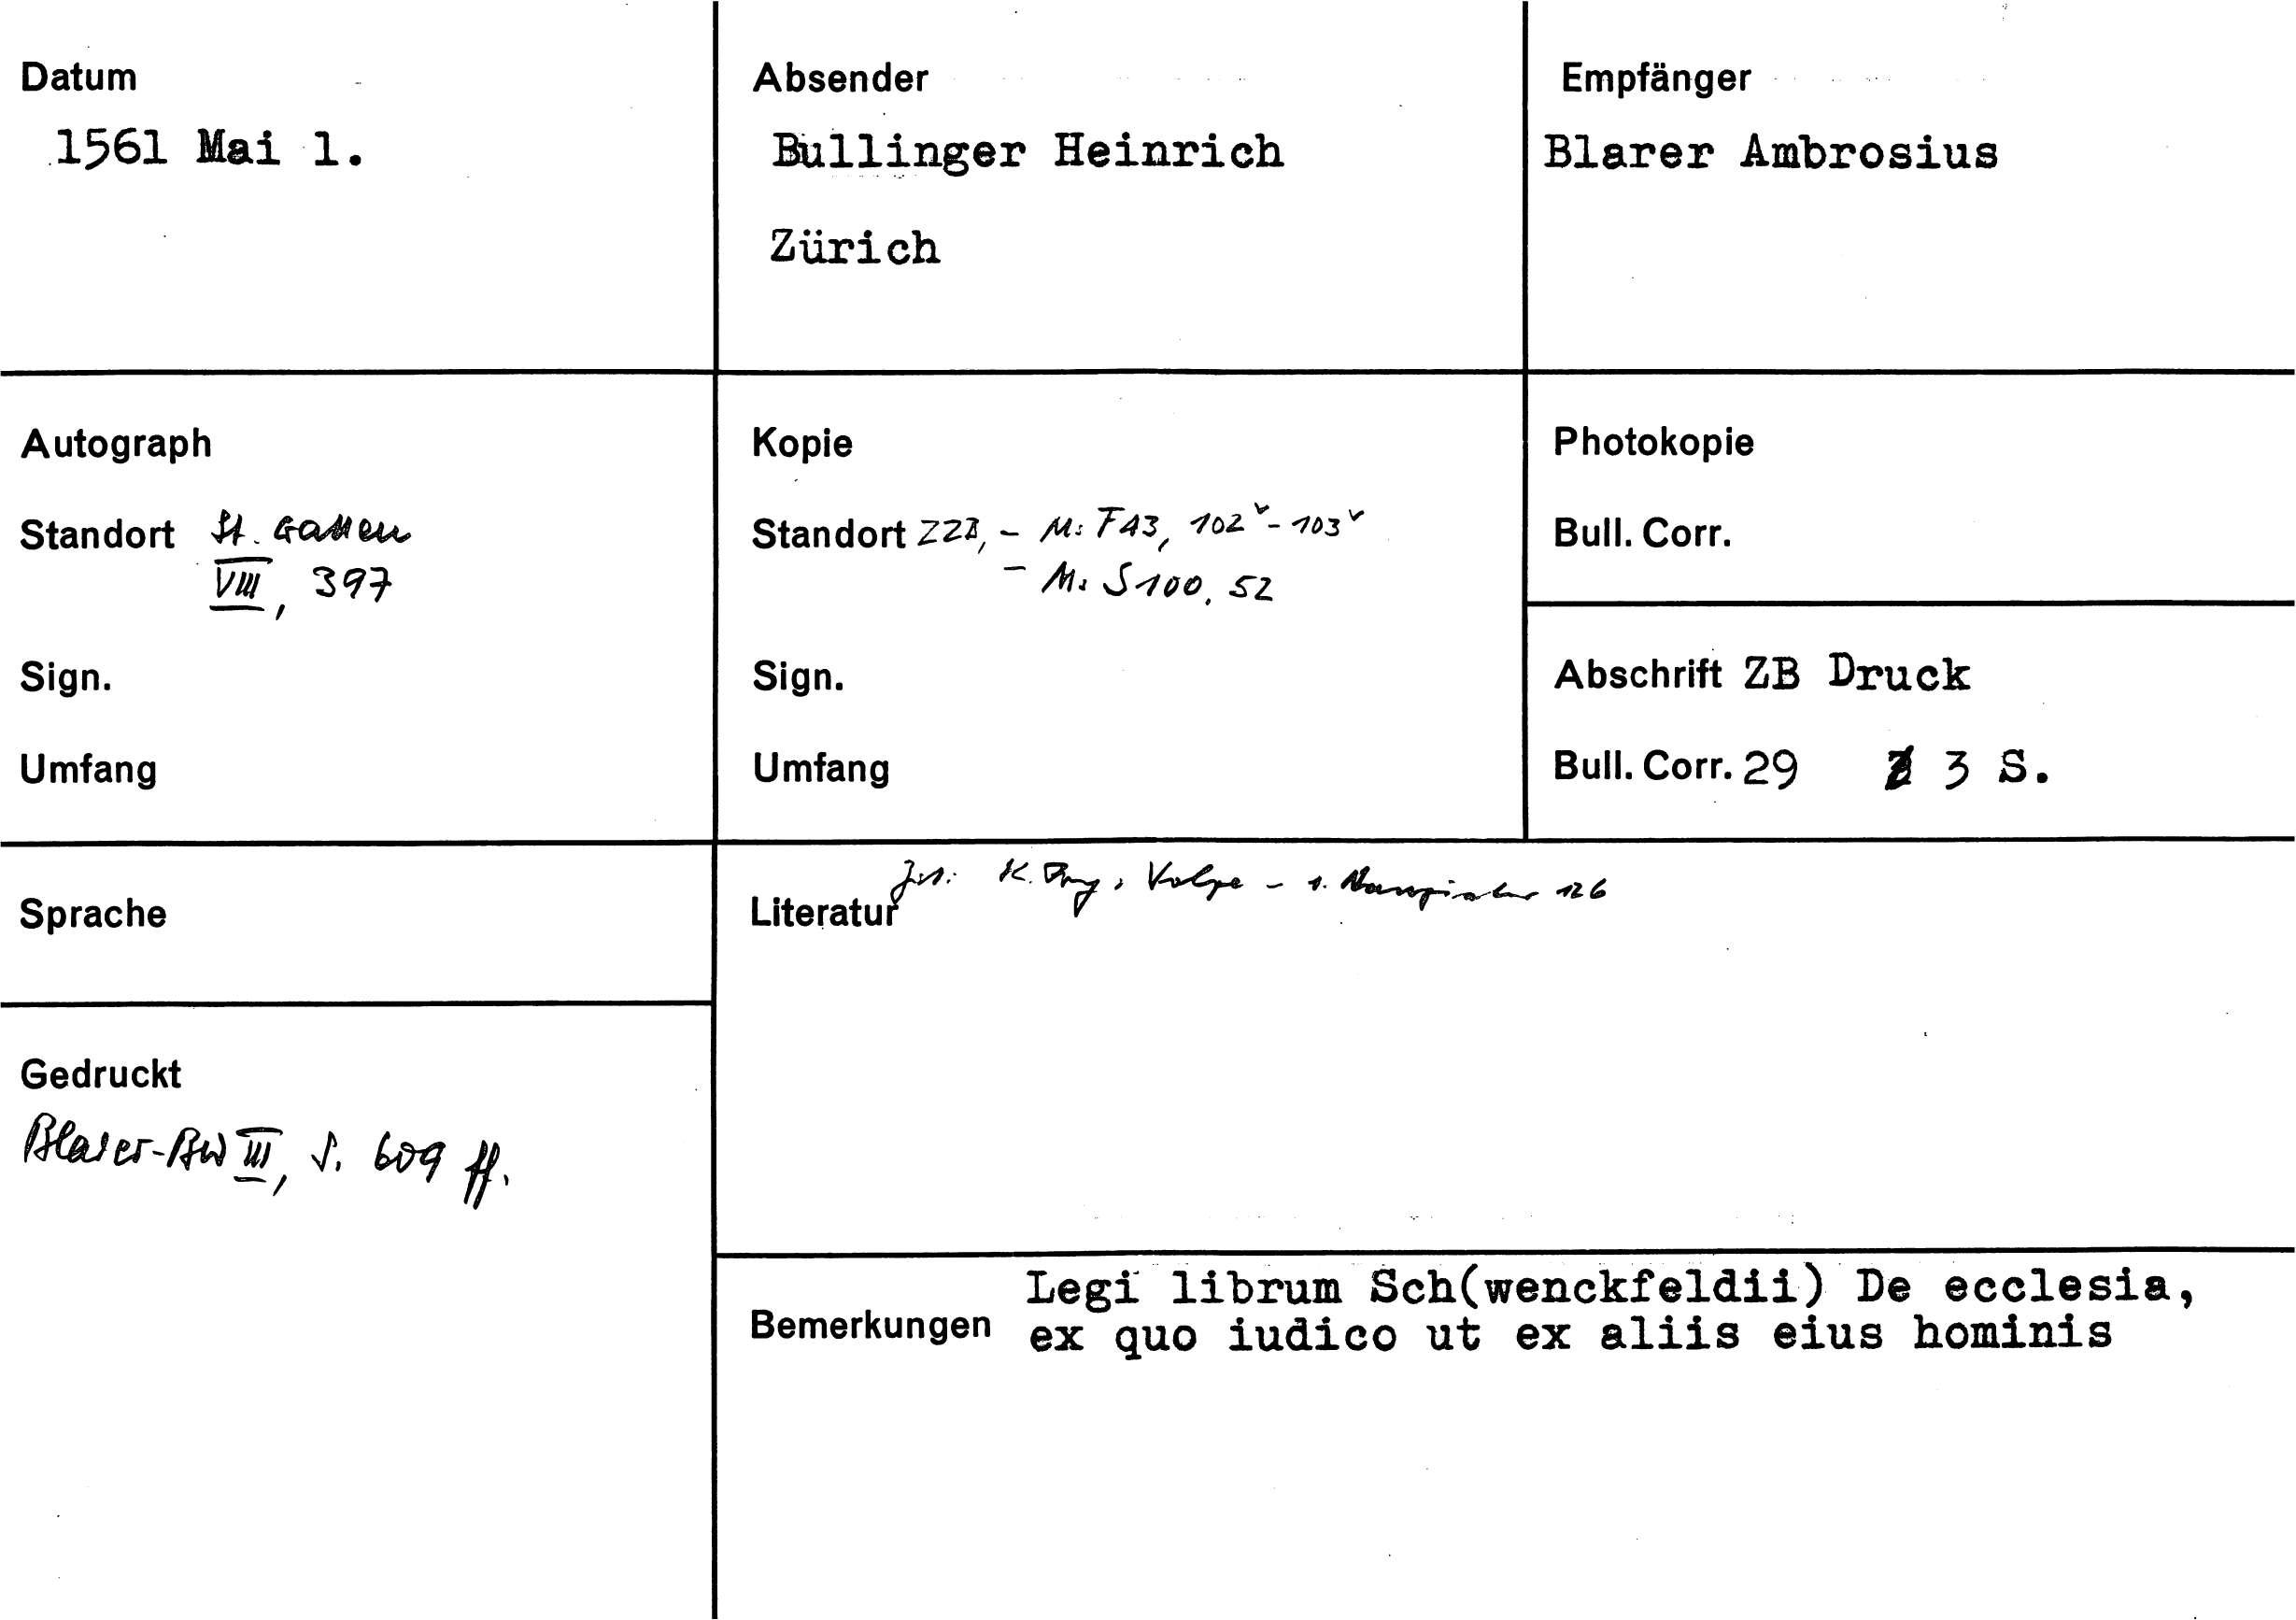 Datum
1561 Mai 1.
Absender
Bullinger Heinrich
Zürich
Empfänger
Blarer Ambrosius
Autograph
Standort St. Gallen
VIII, 397
Sign.
Umfang
Kopie
Standort ZZB, - Ms F43, 102v-103v
- Ms S100, 52
Sign.
Umfang
Photokopie
Bull. Corr.
Abschrift ZB Druck
Bull. Corr. 29 3 S.
Sprache
Literatur
126
Gedruckt
Blarer-BW III, S. 609 ff.
Bemerkungen
Legi librum Sch(wenckfeldii) De ecclesia,
ex quo iudico ut ex aliis eius hominis